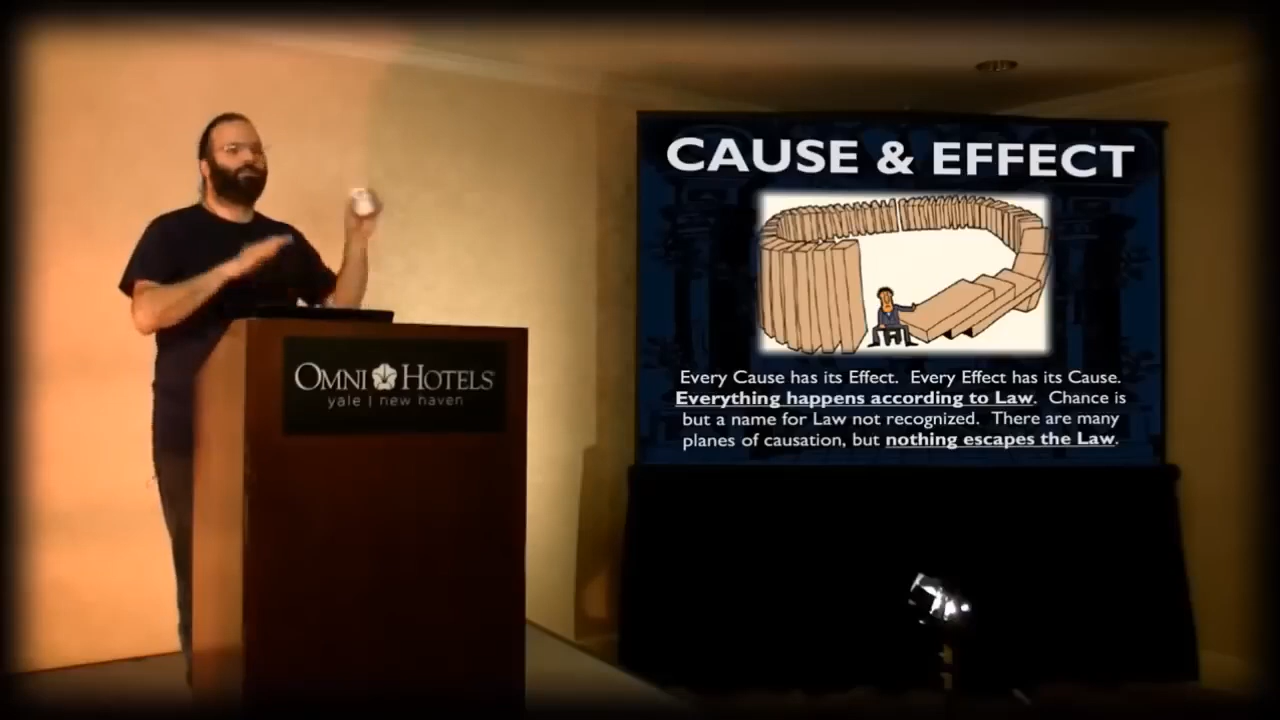 OMNI HOTELS
yale | new haven
CAUSE & EFFECT
Every Cause has its Effect. Every Effect has its Cause.
Everything happens according to Law. Chance is
but a name for Law not recognized. There are many
planes of causation, but nothing escapes the Law.